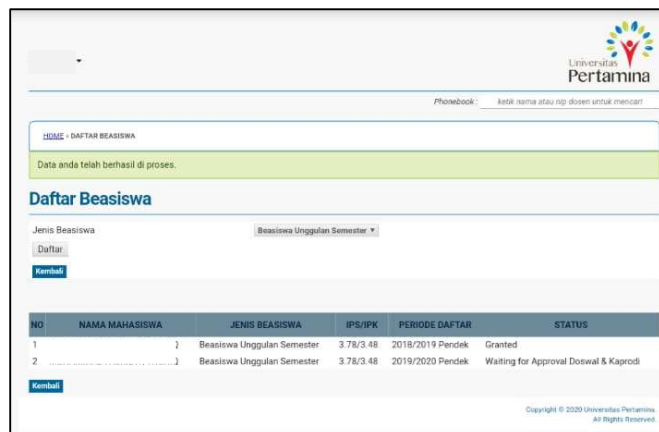 Universitas
Pertamina
Phonebook : ketik nama atau nip dosen untuk mencari
HOME » DAFTAR BEASISWA
Data anda telah berhasil di proses.
Daftar Beasiswa
Jenis Beasiswa Beasiswa Unggulan Semester ▾
Daftar
Kembali
NO NAMA MAHASISWA JENIS BEASISWA IPS/IPK PERIODE DAFTAR STATUS
1 Beasiswa Unggulan Semester 3.78/3.48 2018/2019 Pendek Granted
2 Beasiswa Unggulan Semester 3.78/3.48 2019/2020 Pendek Waiting for Approval Doswal & Kaprodi
Kembali
Copyright © 2020 Universitas Pertamina.
All Rights Reserved.